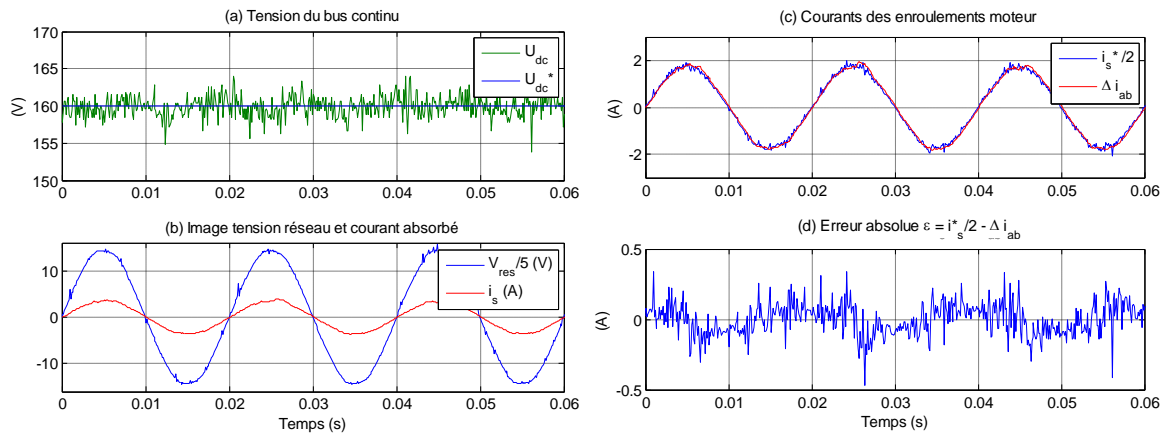 (a) Tension du bus continu
170
165
160
155
150
(V)
U_dc
U_dc*
0 0.01 0.02 0.03 0.04 0.05 0.06
(b) Image tension réseau et courant absorbé
10
0
-10
V_res/5 (V)
i_s (A)
0 0.01 0.02 0.03 0.04 0.05 0.06
Temps (s)
(c) Courants des enroulements moteur
2
0
-2
(A)
i_s*/2
Δ i_ab
0 0.01 0.02 0.03 0.04 0.05 0.06
(d) Erreur absolue ε = i*_s/2 - Δ i_ab
0.5
0
-0.5
(A)
0 0.01 0.02 0.03 0.04 0.05 0.06
Temps (s)